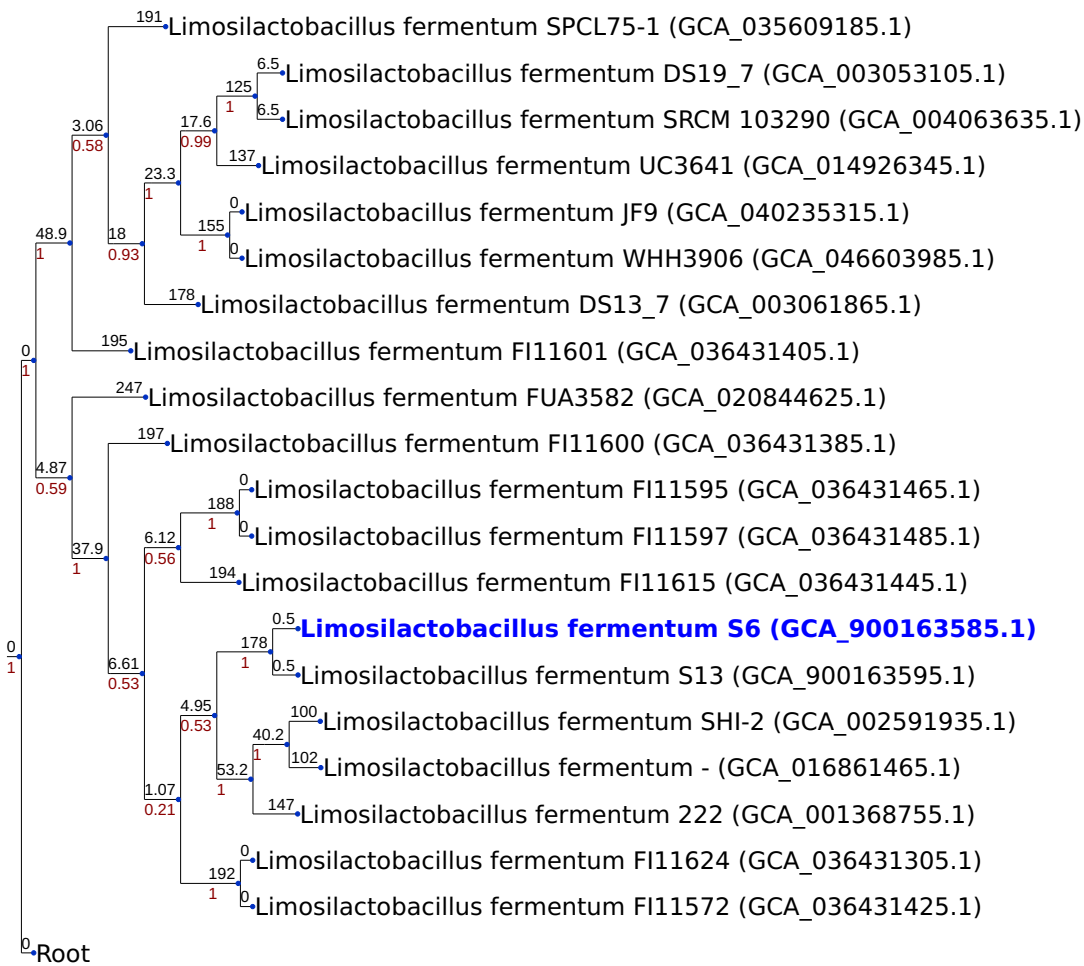 191
Limosilactobacillus fermentum SPCL75-1 (GCA_035609185.1)
6.5
Limosilactobacillus fermentum DS19_7 (GCA_003053105.1)
125
1
6.5
Limosilactobacillus fermentum SRCM 103290 (GCA_004063635.1)
3.06
0.58
17.6
0.99
137
Limosilactobacillus fermentum UC3641 (GCA_014926345.1)
23.3
1
0
Limosilactobacillus fermentum JF9 (GCA_040235315.1)
155
1
48.9
1
18
0.93
0
Limosilactobacillus fermentum WHH3906 (GCA_046603985.1)
178
Limosilactobacillus fermentum DS13_7 (GCA_003061865.1)
195
Limosilactobacillus fermentum FI11601 (GCA_036431405.1)
0
1
247
Limosilactobacillus fermentum FUA3582 (GCA_020844625.1)
197
Limosilactobacillus fermentum FI11600 (GCA_036431385.1)
4.87
0.59
0
Limosilactobacillus fermentum FI11595 (GCA_036431465.1)
188
1
0
Limosilactobacillus fermentum FI11597 (GCA_036431485.1)
37.9
1
6.12
0.56
194
Limosilactobacillus fermentum FI11615 (GCA_036431445.1)
0.5
Limosilactobacillus fermentum S6 (GCA_900163585.1)
0
1
178
1
6.61
0.53
0.5
Limosilactobacillus fermentum S13 (GCA_900163595.1)
4.95
0.53
100
Limosilactobacillus fermentum SHI-2 (GCA_002591935.1)
40.2
1
102
Limosilactobacillus fermentum - (GCA_016861465.1)
53.2
1
1.07
0.21
147
Limosilactobacillus fermentum 222 (GCA_001368755.1)
0
Limosilactobacillus fermentum FI11624 (GCA_036431305.1)
192
1
0
Limosilactobacillus fermentum FI11572 (GCA_036431425.1)
0
Root